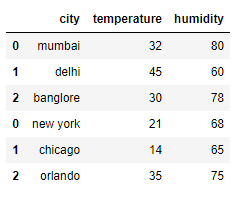 city temperature humidity
0 mumbai 32 80
1 delhi 45 60
2 banglore 30 78
0 new york 21 68
1 chicago 14 65
2 orlando 35 75